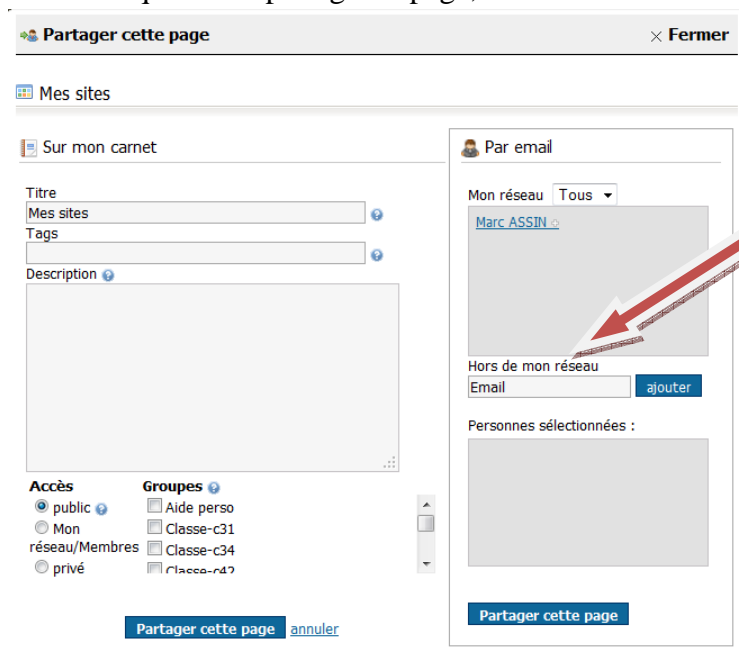 Partager cette page
Fermer
Mes sites
Sur mon carnet
Titre
Mes sites
Tags
Description
Accès
Groupes
public
Aide perso
Mon
réseau/Membres
Classe-c31
Classe-c34
privé
Classe-c42
Partager cette page annuler
Par email
Mon réseau Tous
Marc ASSIN
Hors de mon réseau
Email ajouter
Personnes sélectionnées :
Partager cette page